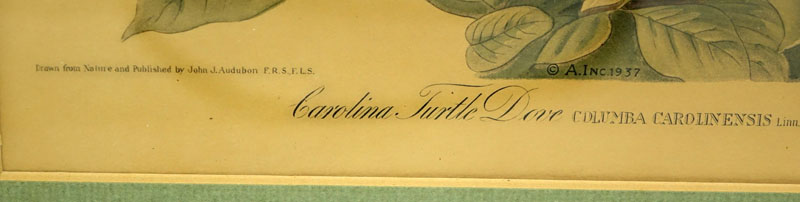 Drawn from Nature and Published by John J. Audubon F.R.S., F.L.S.
© A.INC.1937
Carolina Turtle Dove COLUMBA CAROLINENSIS Linn.